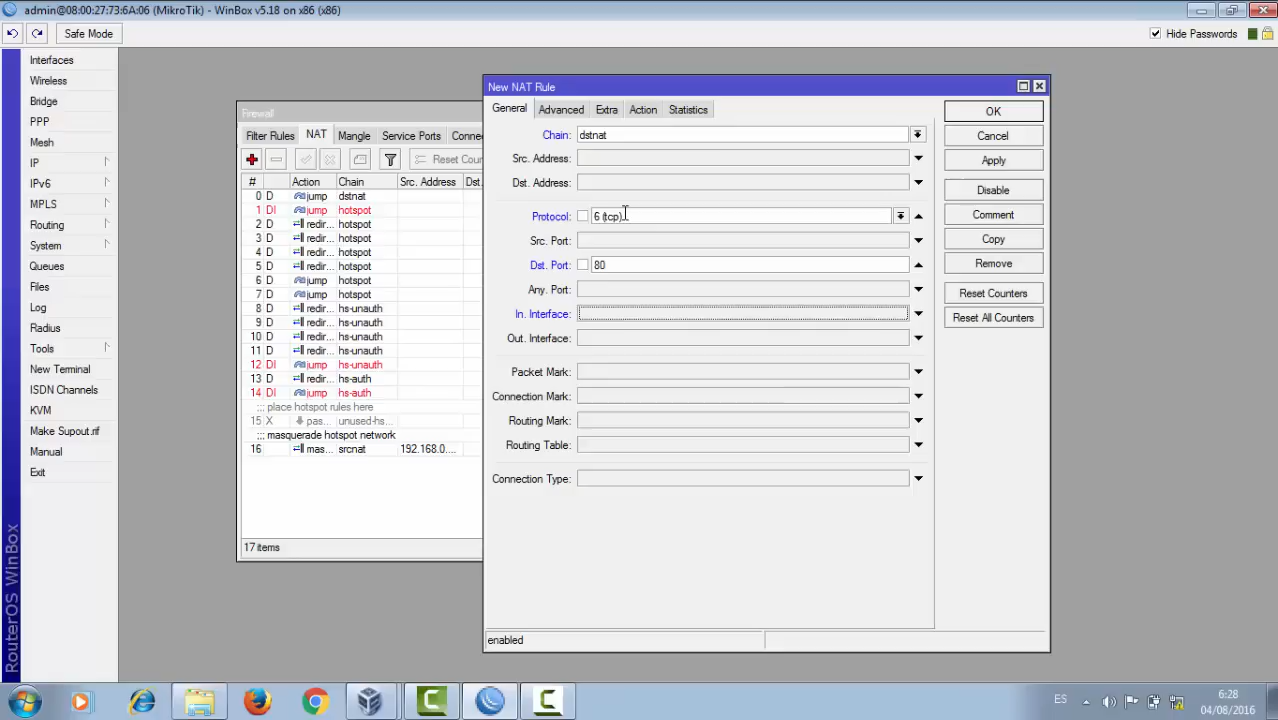 admin@08:00:27:73:6A:06 (MikroTik) - WinBox v5.18 on x86 (x86)
Safe Mode
Hide Passwords
Interfaces
Wireless
Bridge
PPP
Mesh
IP
IPv6
MPLS
Routing
System
Queues
Files
Log
Radius
Tools
New Terminal
ISDN Channels
KVM
Make Supout.rif
Manual
Exit
RouterOS WinBox
Firewall
Filter Rules NAT Mangle Service Ports Connec
Reset Cour
# Action Chain Src. Address Dst.
0 D jump dstnat
1 DI jump hotspot
2 D redir... hotspot
3 D redir... hotspot
4 D redir... hotspot
5 D redir... hotspot
6 D jump hotspot
7 D jump hotspot
8 D redir... hs-unauth
9 D redir... hs-unauth
10 D redir... hs-unauth
11 D redir... hs-unauth
12 DI jump hs-unauth
13 D redir... hs-auth
14 DI jump hs-auth
::: place hotspot rules here
15 X pas... unused-hs...
::: masquerade hotspot network
16 mas... srcnat 192.168.0....
17 items
New NAT Rule
General Advanced Extra Action Statistics
Chain: dstnat
Src. Address:
Dst. Address:
Protocol: 6 (tcp)
Src. Port:
Dst. Port: 80
Any. Port:
In. Interface:
Out. Interface:
Packet Mark:
Connection Mark:
Routing Mark:
Routing Table:
Connection Type:
OK
Cancel
Apply
Disable
Comment
Copy
Remove
Reset Counters
Reset All Counters
enabled
ES
6:28
04/08/2016